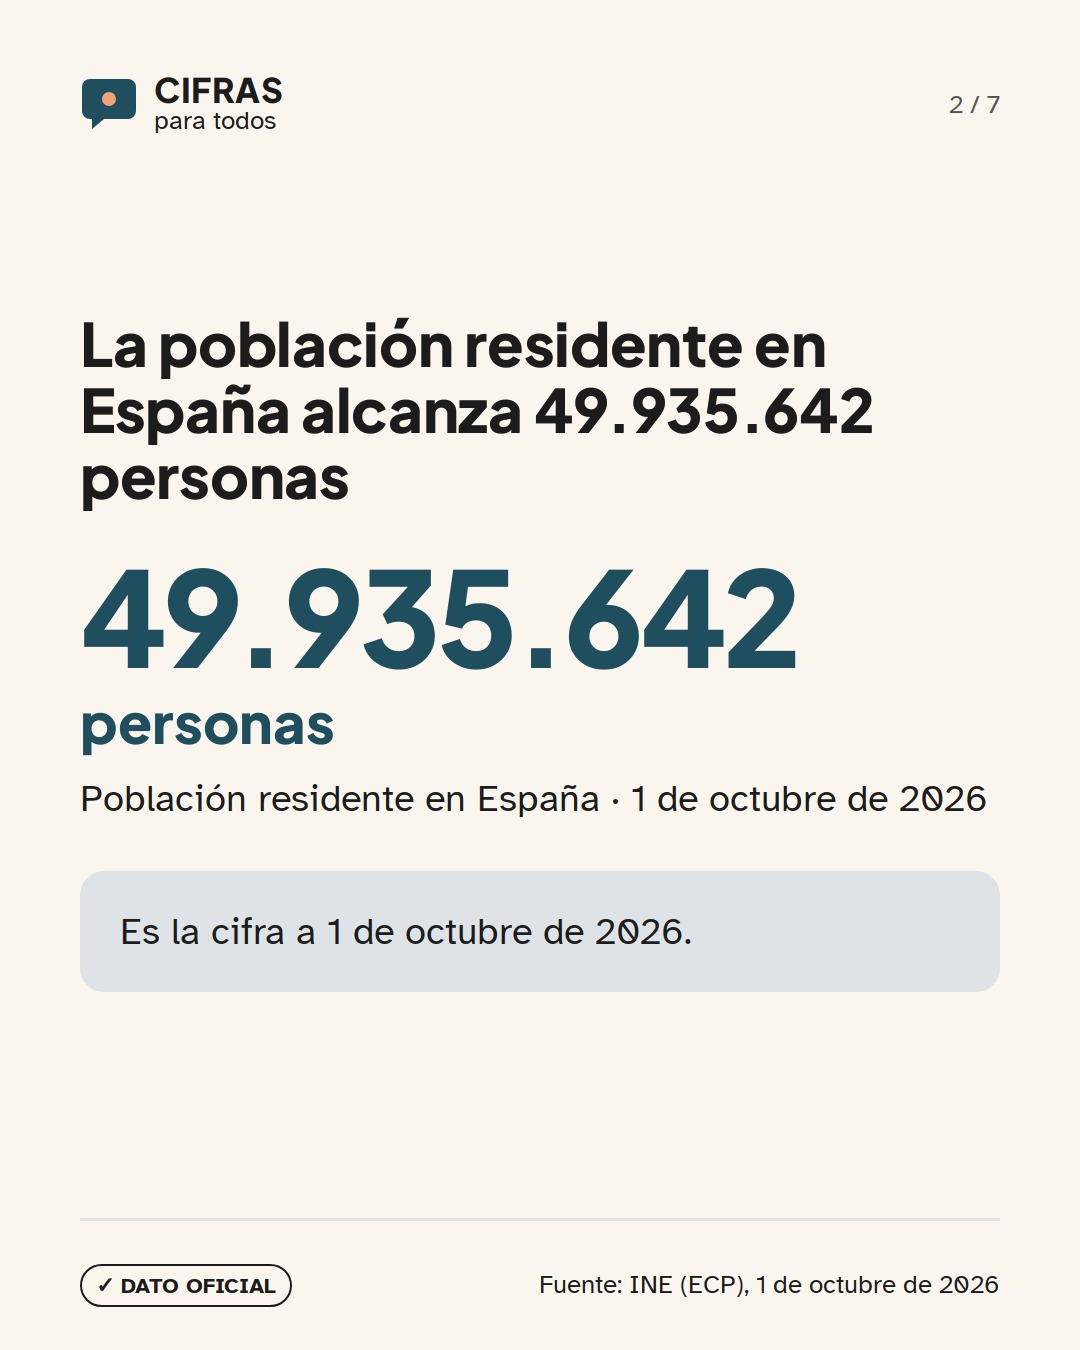 CIFRAS
para todos
2 / 7
La población residente en
España alcanza 49.935.642
personas
49.935.642
personas
Población residente en España · 1 de octubre de 2026
Es la cifra a 1 de octubre de 2026.
✓ DATO OFICIAL
Fuente: INE (ECP), 1 de octubre de 2026